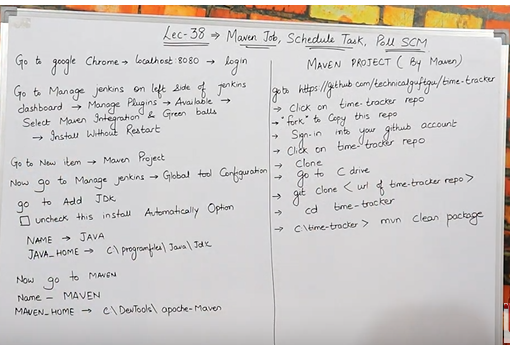 Lec-38 ⇒ Maven Job, Schedule Task, Poll SCM
Go to google Chrome → localhost 8080 → login
Go to Manage jenkins on left side of jenkins
dashboard → Manage Plugins → Available →
Select Maven Integration & Green balls
→ Install Without Restart
Go to New item → Maven Project
Now go to Manage jenkins → Global tool Configuration
go to Add JDK
☐ uncheck this install Automatically Option
NAME → JAVA
JAVA_HOME → C\programfiles\Java\Jdk
Now go to MAVEN
Name - MAVEN
MAVEN_HOME → C\DevTools\apache-Maven
MAVEN PROJECT (By Maven)
goto https://github.com/technicalguftgu/time-tracker
→ Click on time-tracker repo
→ "fork" to Copy this repo
→ Sign-in into your github account
→ Click on time-tracker repo
→ Clone
→ go to C drive
→ git clone <url of time-tracker repo>
→ cd time-tracker
→ C\time-tracker> mvn clean package